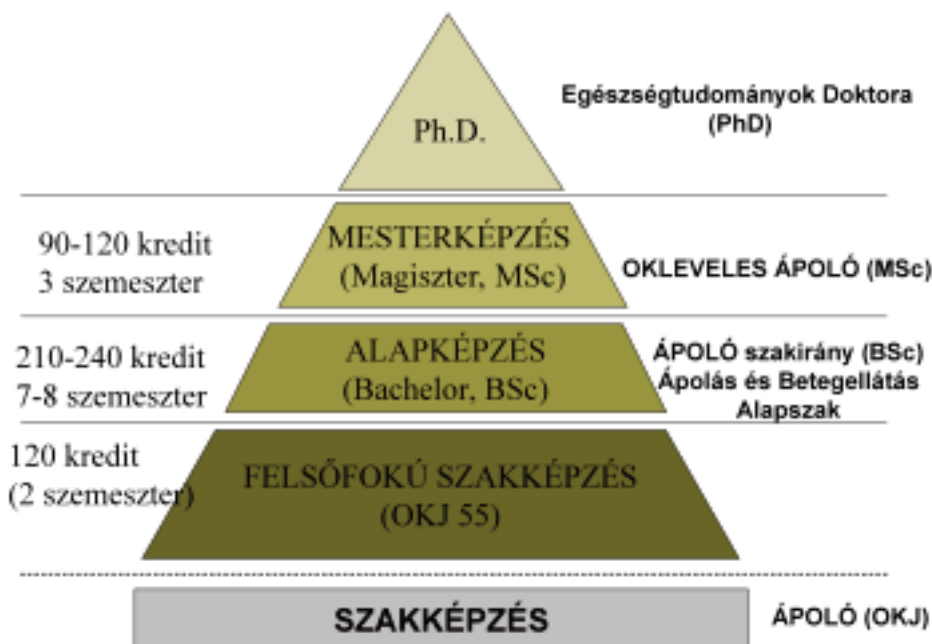 Egészségtudományok Doktora
(PhD)
Ph.D.
90-120 kredit
3 szemeszter
MESTERKÉPZÉS
(Magiszter, MSc)
OKLEVELES ÁPOLÓ (MSc)
210-240 kredit
7-8 szemeszter
ALAPKÉPZÉS
(Bachelor, BSc)
ÁPOLÓ szakirány (BSc)
Ápolás és Betegellátás
Alapszak
120 kredit
(2 szemeszter)
FELSŐFOKÚ SZAKKÉPZÉS
(OKJ 55)
SZAKKÉPZÉS
ÁPOLÓ (OKJ)